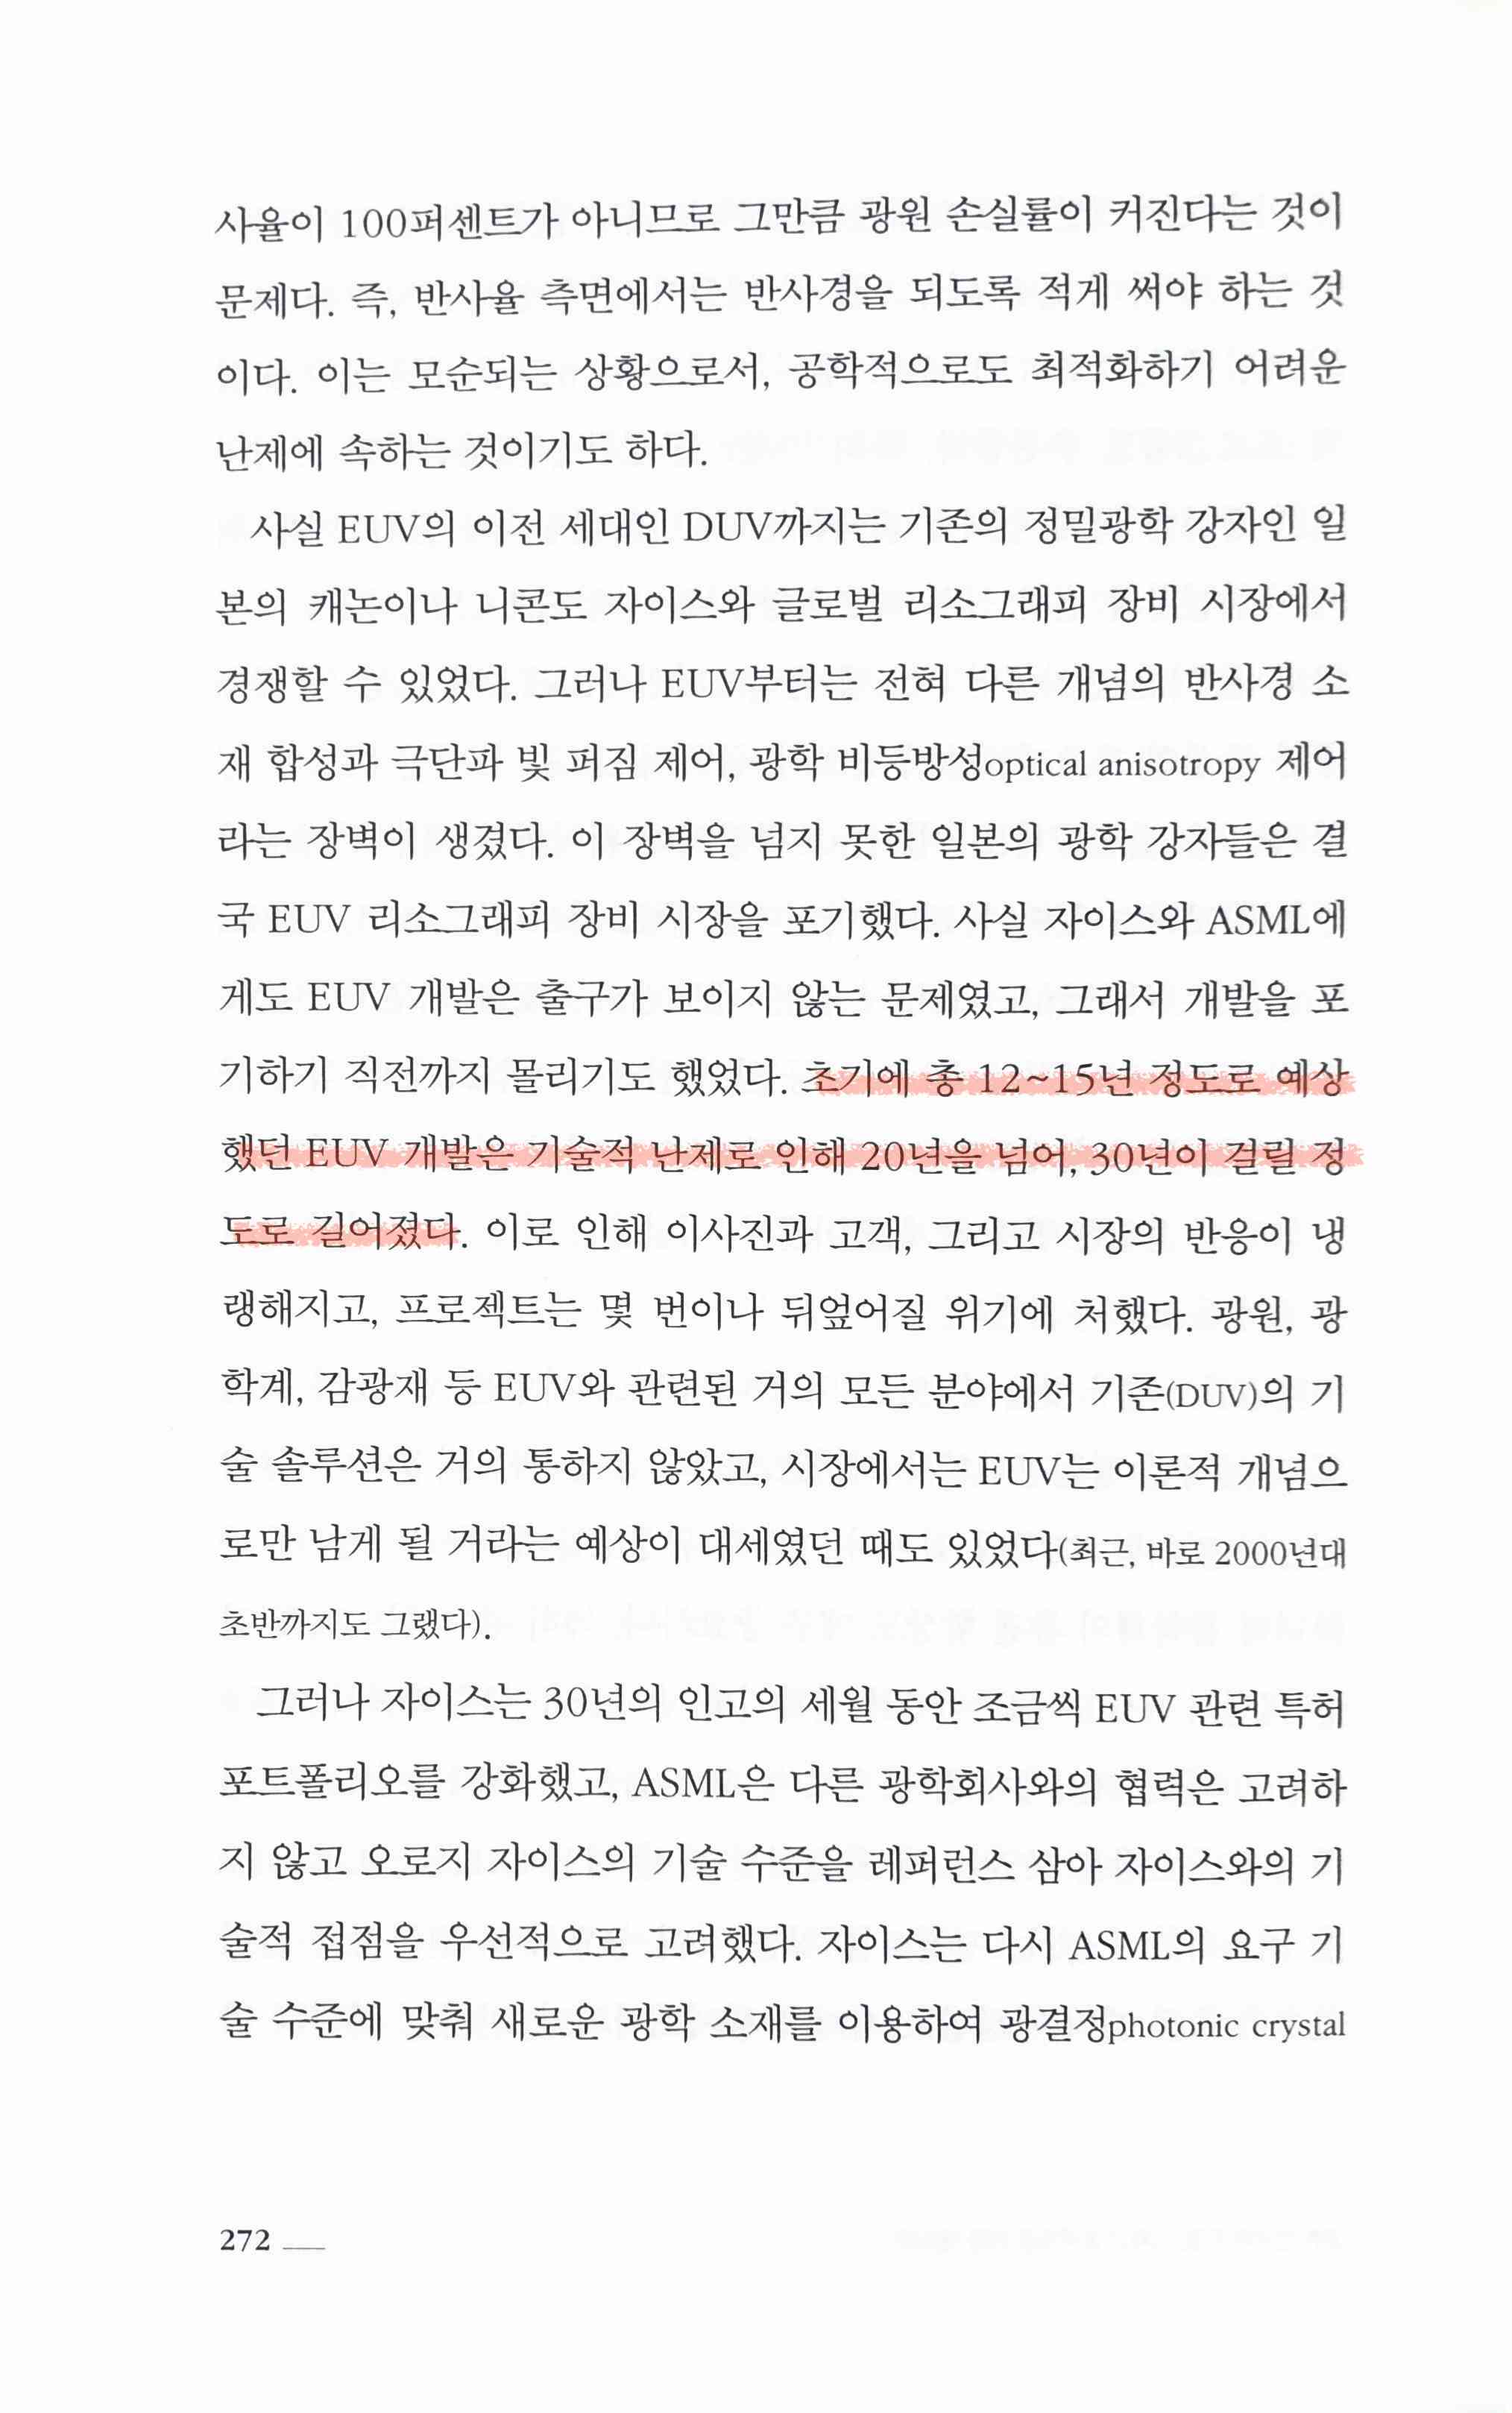 사율이 100퍼센트가 아니므로 그만큼 광원 손실률이 커진다는 것이
문제다. 즉, 반사율 측면에서는 반사경을 되도록 적게 써야 하는 것
이다. 이는 모순되는 상황으로서, 공학적으로도 최적화하기 어려운
난제에 속하는 것이기도 하다.
사실 EUV의 이전 세대인 DUV까지는 기존의 정밀광학 강자인 일
본의 캐논이나 니콘도 자이스와 글로벌 리소그래피 장비 시장에서
경쟁할 수 있었다. 그러나 EUV부터는 전혀 다른 개념의 반사경 소
재 합성과 극단파 빛 퍼짐 제어, 광학 비등방성optical anisotropy 제어
라는 장벽이 생겼다. 이 장벽을 넘지 못한 일본의 광학 강자들은 결
국 EUV 리소그래피 장비 시장을 포기했다. 사실 자이스와 ASML에
게도 EUV 개발은 출구가 보이지 않는 문제였고, 그래서 개발을 포
기하기 직전까지 몰리기도 했었다. 초기에 총 12~15년 정도로 예상
했던 EUV 개발은 기술적 난제로 인해 20년을 넘어, 30년이 걸릴 정
도로 길어졌다. 이로 인해 이사진과 고객, 그리고 시장의 반응이 냉
랭해지고, 프로젝트는 몇 번이나 뒤엎어질 위기에 처했다. 광원, 광
학계, 감광재 등 EUV와 관련된 거의 모든 분야에서 기존(DUV)의 기
술 솔루션은 거의 통하지 않았고, 시장에서는 EUV는 이론적 개념으
로만 남게 될 거라는 예상이 대세였던 때도 있었다(최근, 바로 2000년대
초반까지도 그랬다).
그러나 자이스는 30년의 인고의 세월 동안 조금씩 EUV 관련 특허
포트폴리오를 강화했고, ASML은 다른 광학회사와의 협력은 고려하
지 않고 오로지 자이스의 기술 수준을 레퍼런스 삼아 자이스와의 기
술적 접점을 우선적으로 고려했다. 자이스는 다시 ASML의 요구 기
술 수준에 맞춰 새로운 광학 소재를 이용하여 광결정photonic crystal
272